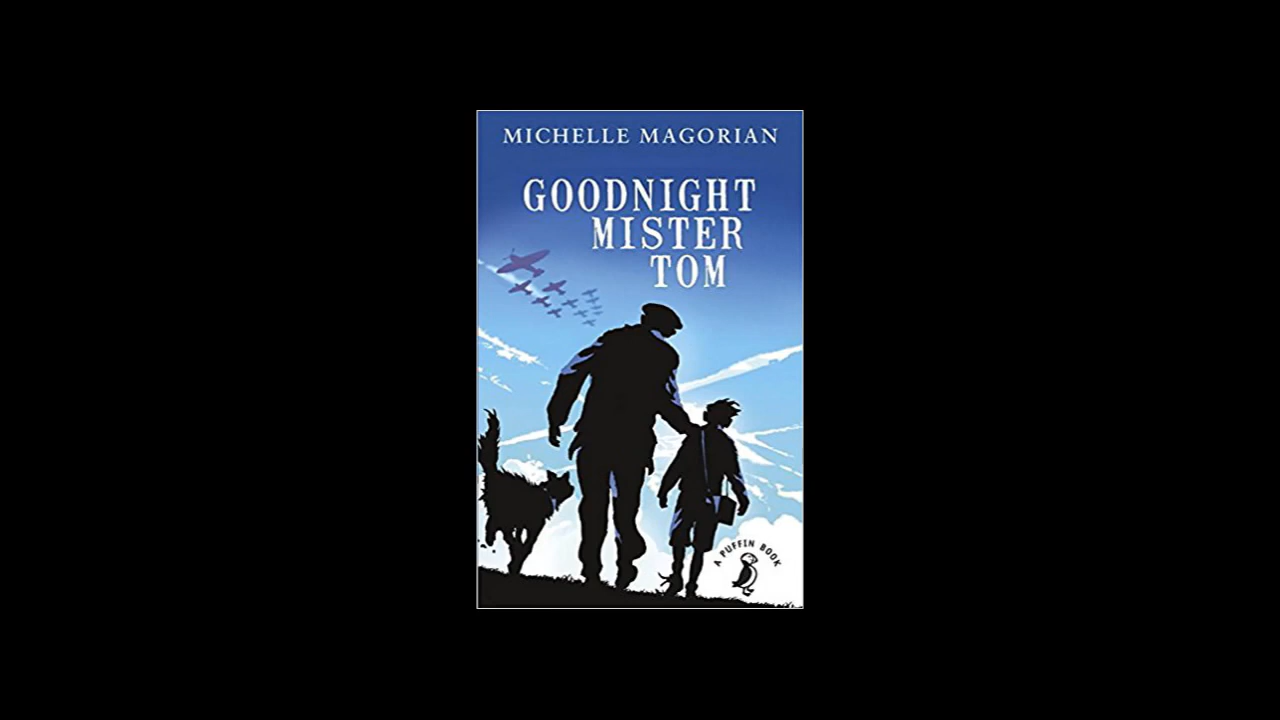 MICHELLE MAGORIAN
GOODNIGHT
MISTER
TOM
A PUFFIN BOOK